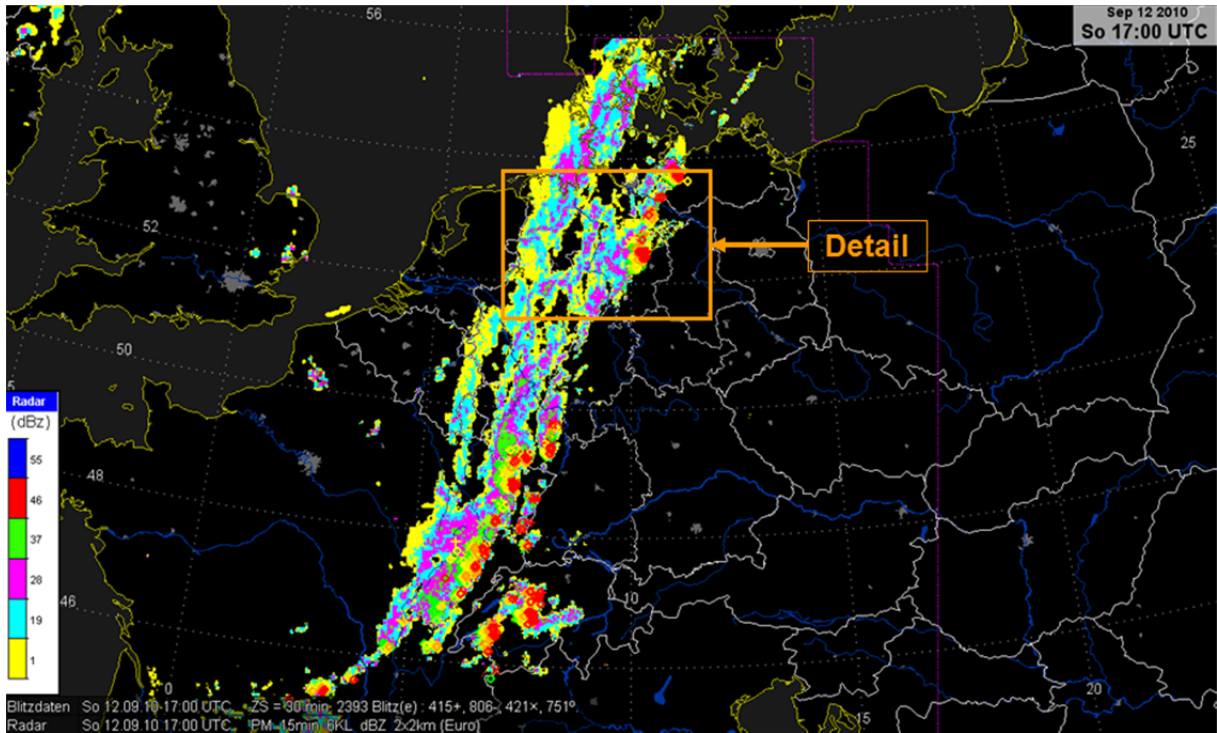 Sep 12 2010
So 17:00 UTC
56
25
52
Detail
50
5
Radar
(dBz)
55
46
37
28
19
1
48
46
10
0
20
15
Blitzdaten So 12.09.10 17:00 UTC ZS = 30 min, 2393 Blitz(e) : 415+, 806-, 421×, 751°.
Radar So 12.09.10 17:00 UTC PM 15min 6KL dBZ 2x2km (Euro)